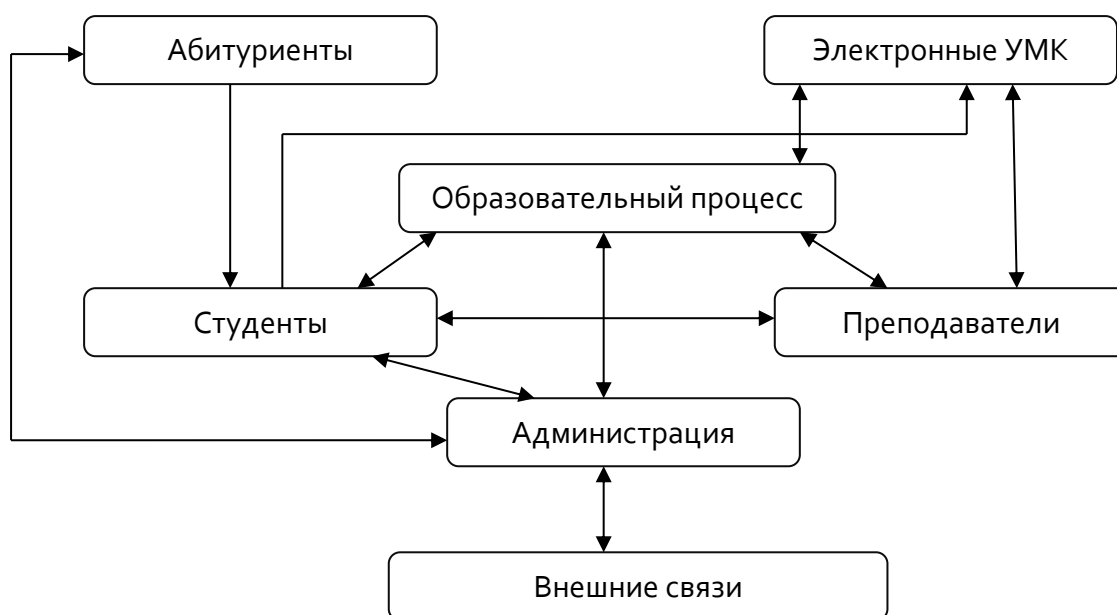 Абитуриенты
Электронные УМК
Образовательный процесс
Студенты
Преподаватели
Администрация
Внешние связи